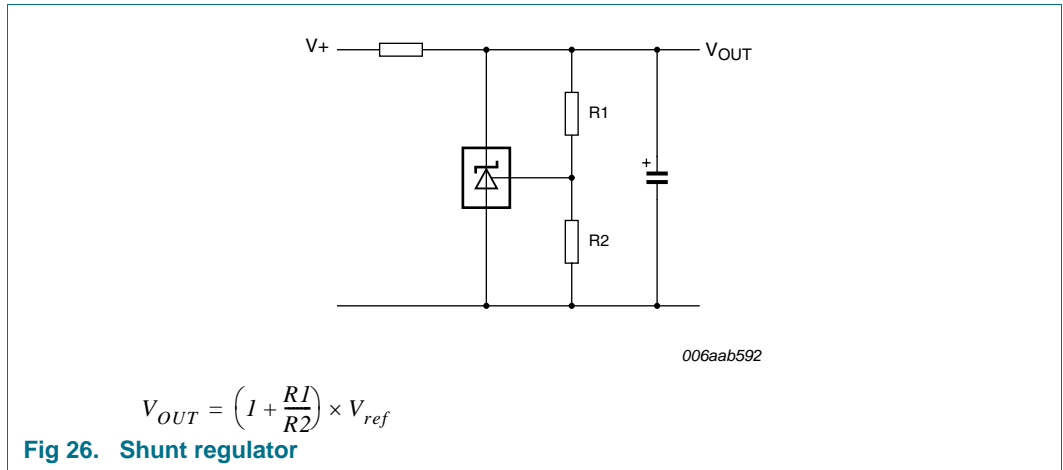 V+
VOUT
R1
+
R2
006aab592
VOUT = (1 + R1/R2) × Vref
Fig 26. Shunt regulator